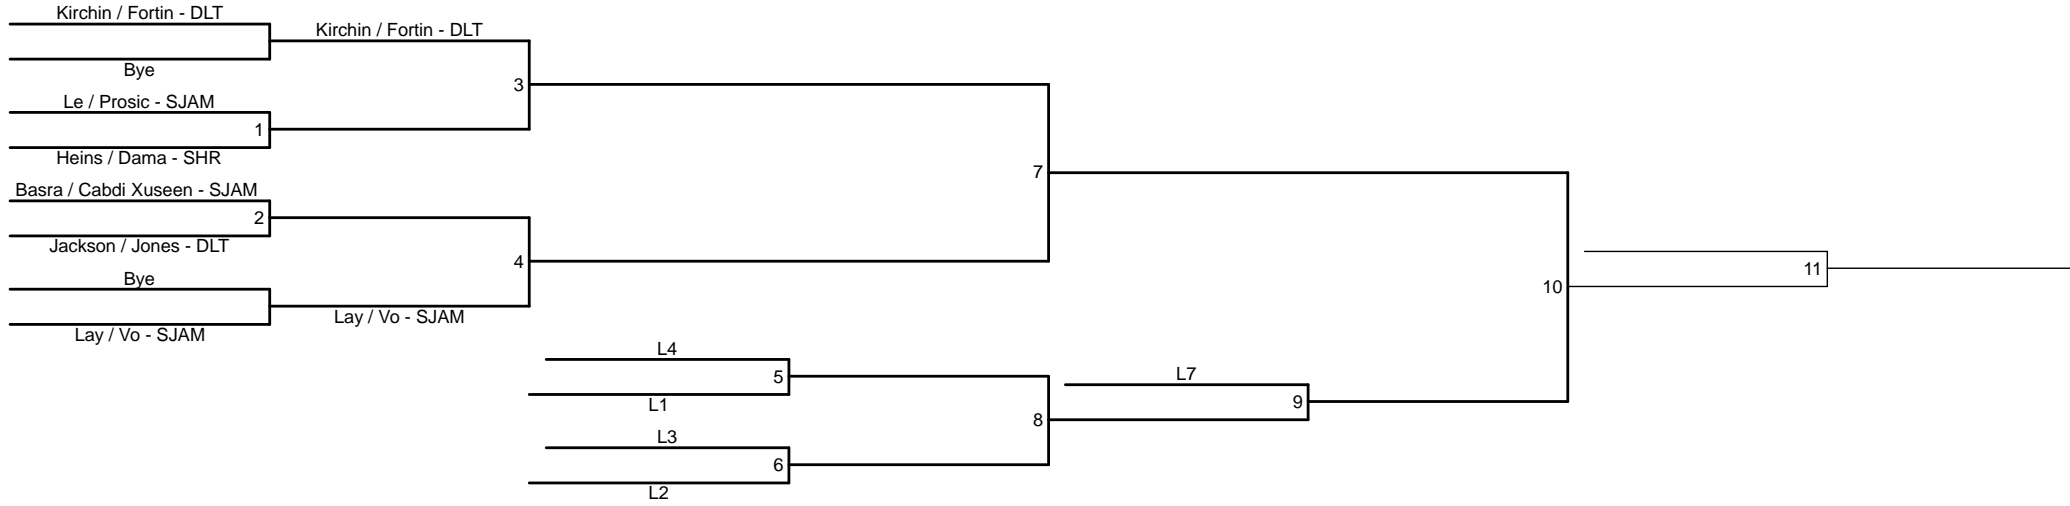 Kirchin / Fortin - DLT
Kirchin / Fortin - DLT
Bye
3
Le / Prosic - SJAM
1
Heins / Dama - SHR
7
Basra / Cabdi Xuseen - SJAM
2
Jackson / Jones - DLT
4
11
Bye
10
Lay / Vo - SJAM
Lay / Vo - SJAM
L4
5
L7
L1
9
8
L3
6
L2